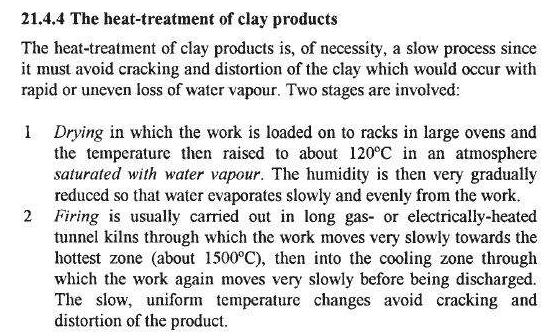 21.4.4 The heat-treatment of clay products
The heat-treatment of clay products is, of necessity, a slow process since
it must avoid cracking and distortion of the clay which would occur with
rapid or uneven loss of water vapour. Two stages are involved:
1 Drying in which the work is loaded on to racks in large ovens and
the temperature then raised to about 120ºC in an atmosphere
saturated with water vapour. The humidity is then very gradually
reduced so that water evaporates slowly and evenly from the work.
2 Firing is usually carried out in long gas- or electrically-heated
tunnel kilns through which the work moves very slowly towards the
hottest zone (about 1500ºC), then into the cooling zone through
which the work again moves very slowly before being discharged.
The slow, uniform temperature changes avoid cracking and
distortion of the product.